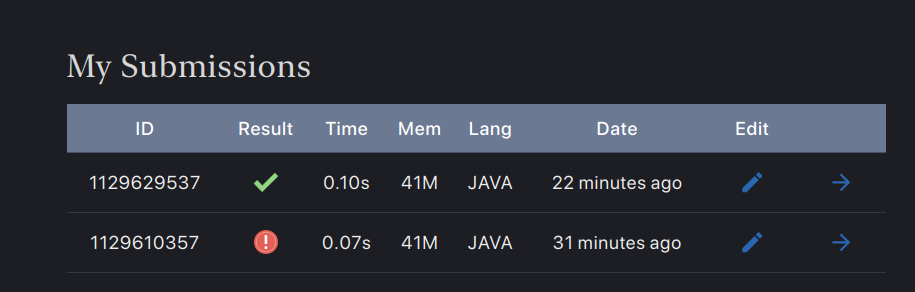 My Submissions
ID Result Time Mem Lang Date Edit
1129629537 0.10s 41M JAVA 22 minutes ago
1129610357 0.07s 41M JAVA 31 minutes ago